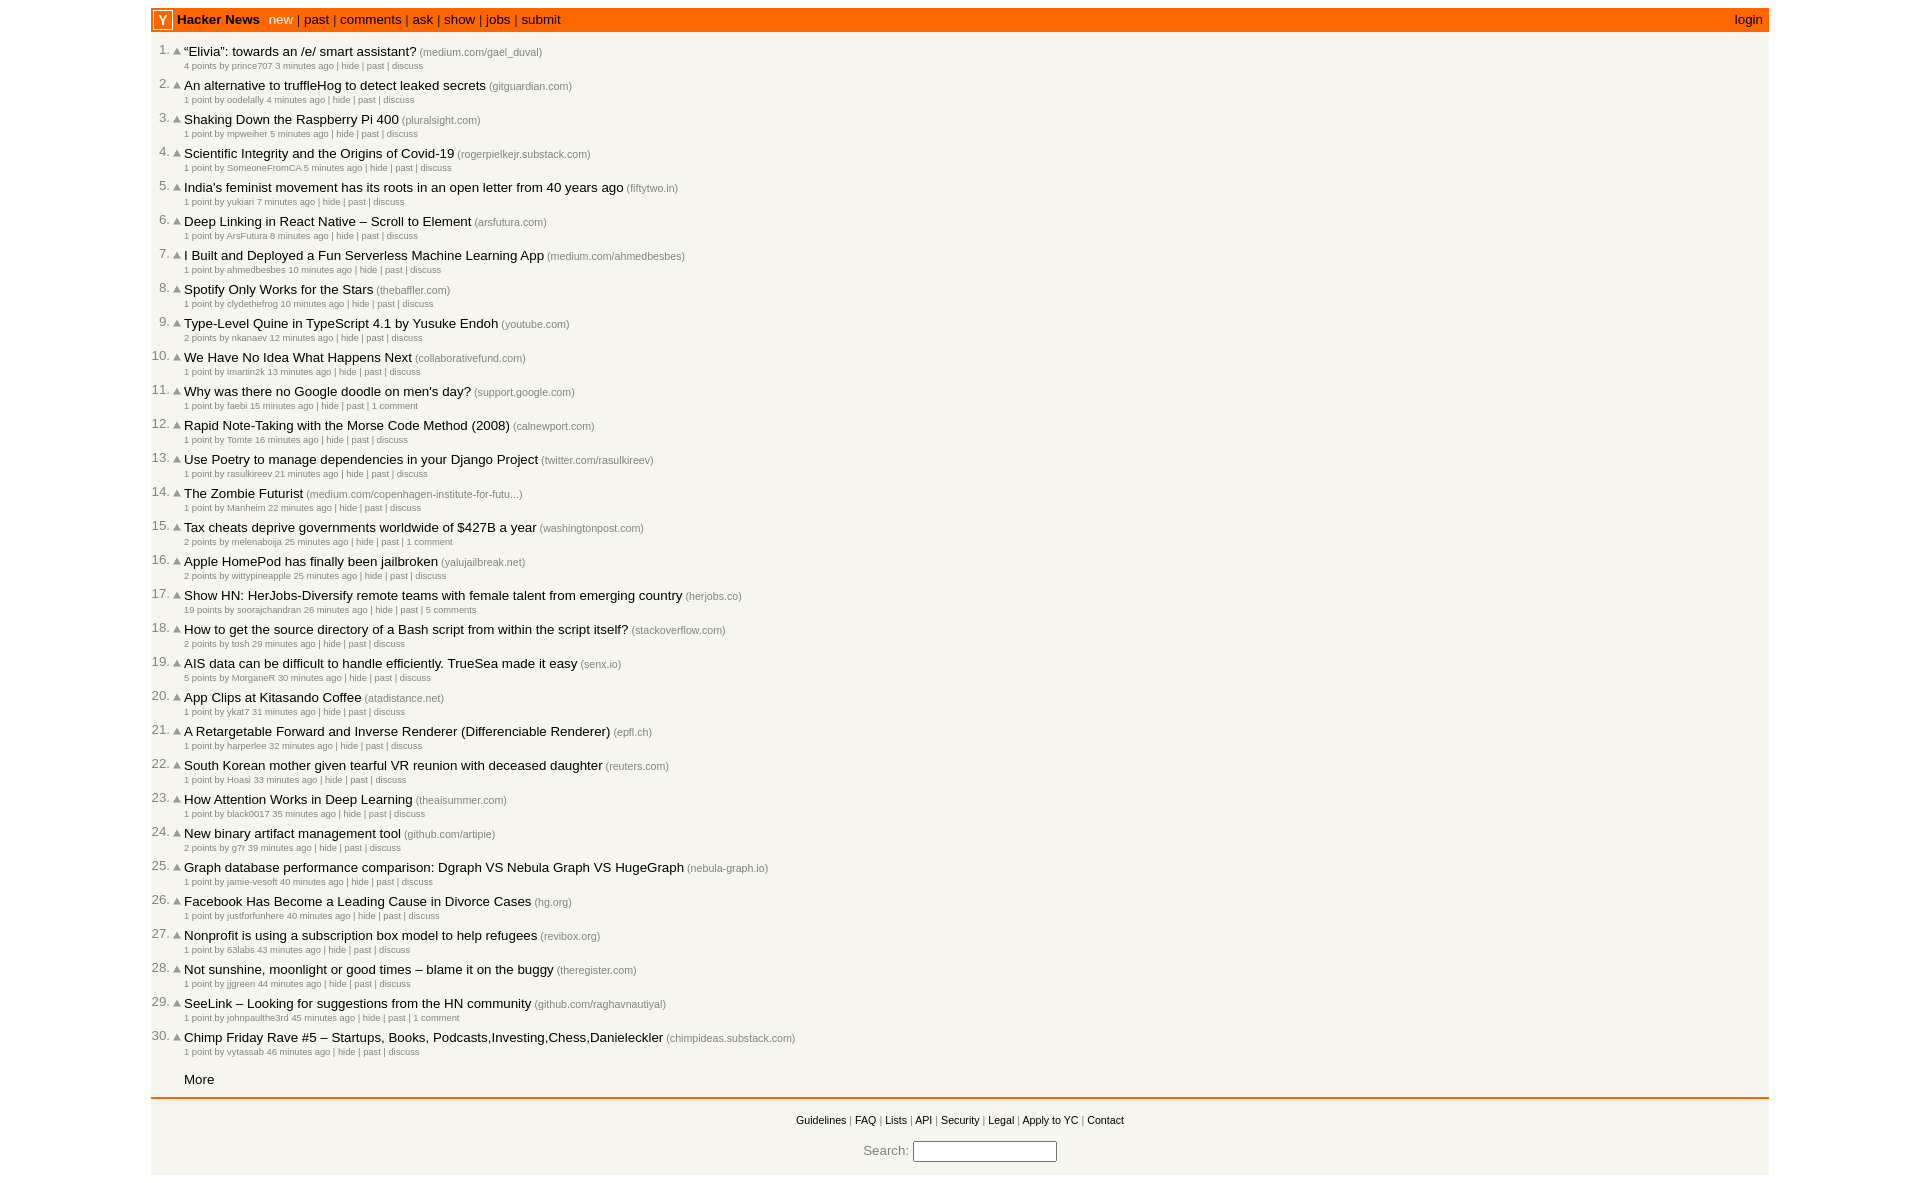 Y Hacker News new | past | comments | ask | show | jobs | submit login
1. “Elivia”: towards an /e/ smart assistant? (medium.com/gael_duval)
4 points by prince707 3 minutes ago | hide | past | discuss
2. An alternative to truffleHog to detect leaked secrets (gitguardian.com)
1 point by oodelally 4 minutes ago | hide | past | discuss
3. Shaking Down the Raspberry Pi 400 (pluralsight.com)
1 point by mpweiher 5 minutes ago | hide | past | discuss
4. Scientific Integrity and the Origins of Covid-19 (rogerpielkejr.substack.com)
1 point by SomeoneFromCA 5 minutes ago | hide | past | discuss
5. India's feminist movement has its roots in an open letter from 40 years ago (fiftytwo.in)
1 point by yukiari 7 minutes ago | hide | past | discuss
6. Deep Linking in React Native – Scroll to Element (arsfutura.com)
1 point by ArsFutura 8 minutes ago | hide | past | discuss
7. I Built and Deployed a Fun Serverless Machine Learning App (medium.com/ahmedbesbes)
1 point by ahmedbesbes 10 minutes ago | hide | past | discuss
8. Spotify Only Works for the Stars (thebaffler.com)
1 point by clydethefrog 10 minutes ago | hide | past | discuss
9. Type-Level Quine in TypeScript 4.1 by Yusuke Endoh (youtube.com)
2 points by nkanaev 12 minutes ago | hide | past | discuss
10. We Have No Idea What Happens Next (collaborativefund.com)
1 point by imartin2k 13 minutes ago | hide | past | discuss
11. Why was there no Google doodle on men's day? (support.google.com)
1 point by faebi 15 minutes ago | hide | past | 1 comment
12. Rapid Note-Taking with the Morse Code Method (2008) (calnewport.com)
1 point by Tomte 16 minutes ago | hide | past | discuss
13. Use Poetry to manage dependencies in your Django Project (twitter.com/rasulkireev)
1 point by rasulkireev 21 minutes ago | hide | past | discuss
14. The Zombie Futurist (medium.com/copenhagen-institute-for-futu...)
1 point by Manheim 22 minutes ago | hide | past | discuss
15. Tax cheats deprive governments worldwide of $427B a year (washingtonpost.com)
2 points by melenaboija 25 minutes ago | hide | past | 1 comment
16. Apple HomePod has finally been jailbroken (yalujailbreak.net)
2 points by wittypineapple 25 minutes ago | hide | past | discuss
17. Show HN: HerJobs-Diversify remote teams with female talent from emerging country (herjobs.co)
19 points by soorajchandran 26 minutes ago | hide | past | 5 comments
18. How to get the source directory of a Bash script from within the script itself? (stackoverflow.com)
2 points by tosh 29 minutes ago | hide | past | discuss
19. AIS data can be difficult to handle efficiently. TrueSea made it easy (senx.io)
5 points by MorganeR 30 minutes ago | hide | past | discuss
20. App Clips at Kitasando Coffee (atadistance.net)
1 point by ykat7 31 minutes ago | hide | past | discuss
21. A Retargetable Forward and Inverse Renderer (Differenciable Renderer) (epfl.ch)
1 point by harperlee 32 minutes ago | hide | past | discuss
22. South Korean mother given tearful VR reunion with deceased daughter (reuters.com)
1 point by Hoasi 33 minutes ago | hide | past | discuss
23. How Attention Works in Deep Learning (theaisummer.com)
1 point by black0017 35 minutes ago | hide | past | discuss
24. New binary artifact management tool (github.com/artipie)
2 points by g7r 39 minutes ago | hide | past | discuss
25. Graph database performance comparison: Dgraph VS Nebula Graph VS HugeGraph (nebula-graph.io)
1 point by jamie-vesoft 40 minutes ago | hide | past | discuss
26. Facebook Has Become a Leading Cause in Divorce Cases (hg.org)
1 point by justforfunhere 40 minutes ago | hide | past | discuss
27. Nonprofit is using a subscription box model to help refugees (revibox.org)
1 point by 63labs 43 minutes ago | hide | past | discuss
28. Not sunshine, moonlight or good times – blame it on the buggy (theregister.com)
1 point by jjgreen 44 minutes ago | hide | past | discuss
29. SeeLink – Looking for suggestions from the HN community (github.com/raghavnautiyal)
1 point by johnpaulthe3rd 45 minutes ago | hide | past | 1 comment
30. Chimp Friday Rave #5 – Startups, Books, Podcasts,Investing,Chess,Danieleckler (chimpideas.substack.com)
1 point by vytassab 46 minutes ago | hide | past | discuss
More
Guidelines | FAQ | Lists | API | Security | Legal | Apply to YC | Contact
Search: